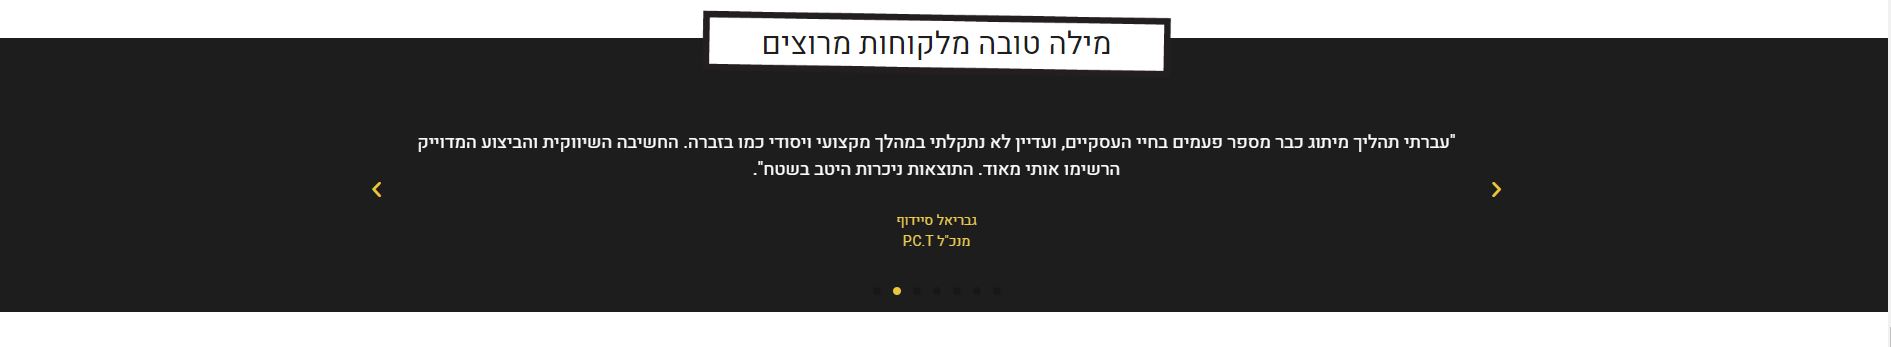 מילה טובה מלקוחות מרוצים
"עברתי תהליך מיתוג כבר מספר פעמים בחיי העסקיים, ועדיין לא נתקלתי במהלך מקצועי ויסודי כמו בזברה. החשיבה השיווקית והביצוע המדוייק
הרשימו אותי מאוד. התוצאות ניכרות היטב בשטח".
גבריאל סיידוף
מנכ"ל P.C.T